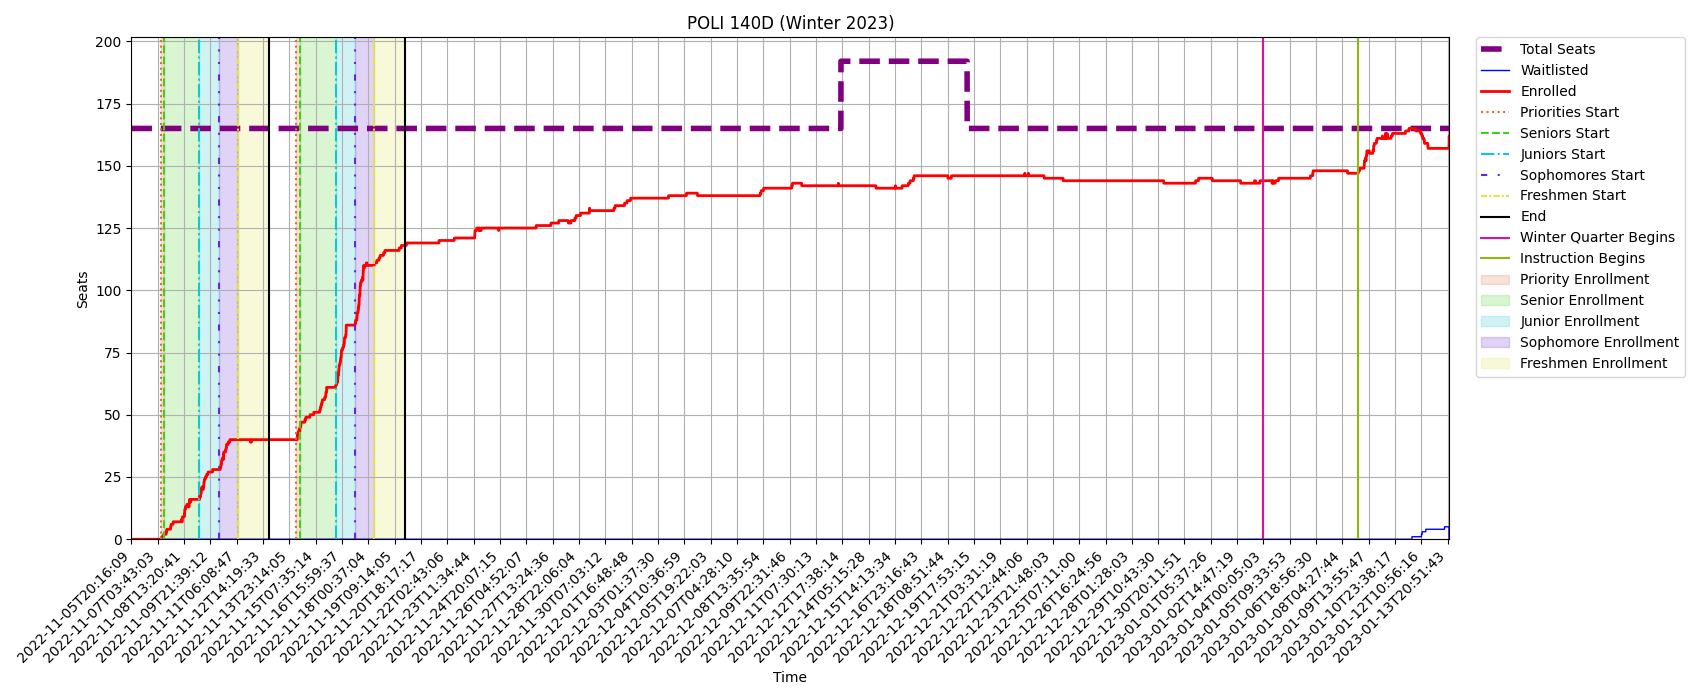 POLI 140D (Winter 2023)
Seats
200
175
150
125
100
75
50
25
0
2022-11-05T20:16:09
2022-11-07T03:43:03
2022-11-08T13:20:41
2022-11-09T21:39:12
2022-11-11T06:08:47
2022-11-12T14:19:33
2022-11-13T23:14:05
2022-11-15T07:35:14
2022-11-16T15:59:37
2022-11-18T00:37:04
2022-11-19T09:14:05
2022-11-20T18:17:17
2022-11-22T02:43:06
2022-11-23T11:34:44
2022-11-24T20:07:15
2022-11-26T04:52:07
2022-11-27T13:24:36
2022-11-28T22:06:04
2022-11-30T07:03:12
2022-12-01T16:48:48
2022-12-03T01:37:30
2022-12-04T10:36:59
2022-12-05T19:22:03
2022-12-07T04:28:10
2022-12-08T13:35:54
2022-12-09T22:31:46
2022-12-11T07:30:13
2022-12-12T17:38:14
2022-12-14T05:15:28
2022-12-15T14:13:34
2022-12-16T23:16:43
2022-12-18T08:51:44
2022-12-19T17:53:15
2022-12-21T03:31:19
2022-12-22T12:44:06
2022-12-23T21:48:03
2022-12-25T07:11:00
2022-12-26T16:24:56
2022-12-28T01:28:03
2022-12-29T10:43:30
2022-12-30T20:11:51
2023-01-01T05:37:26
2023-01-02T14:47:19
2023-01-04T00:05:03
2023-01-05T09:33:53
2023-01-06T18:56:30
2023-01-08T04:27:44
2023-01-09T13:55:47
2023-01-10T23:38:17
2023-01-12T10:56:16
2023-01-13T20:51:43
Time
Total Seats
Waitlisted
Enrolled
Priorities Start
Seniors Start
Juniors Start
Sophomores Start
Freshmen Start
End
Winter Quarter Begins
Instruction Begins
Priority Enrollment
Senior Enrollment
Junior Enrollment
Sophomore Enrollment
Freshmen Enrollment